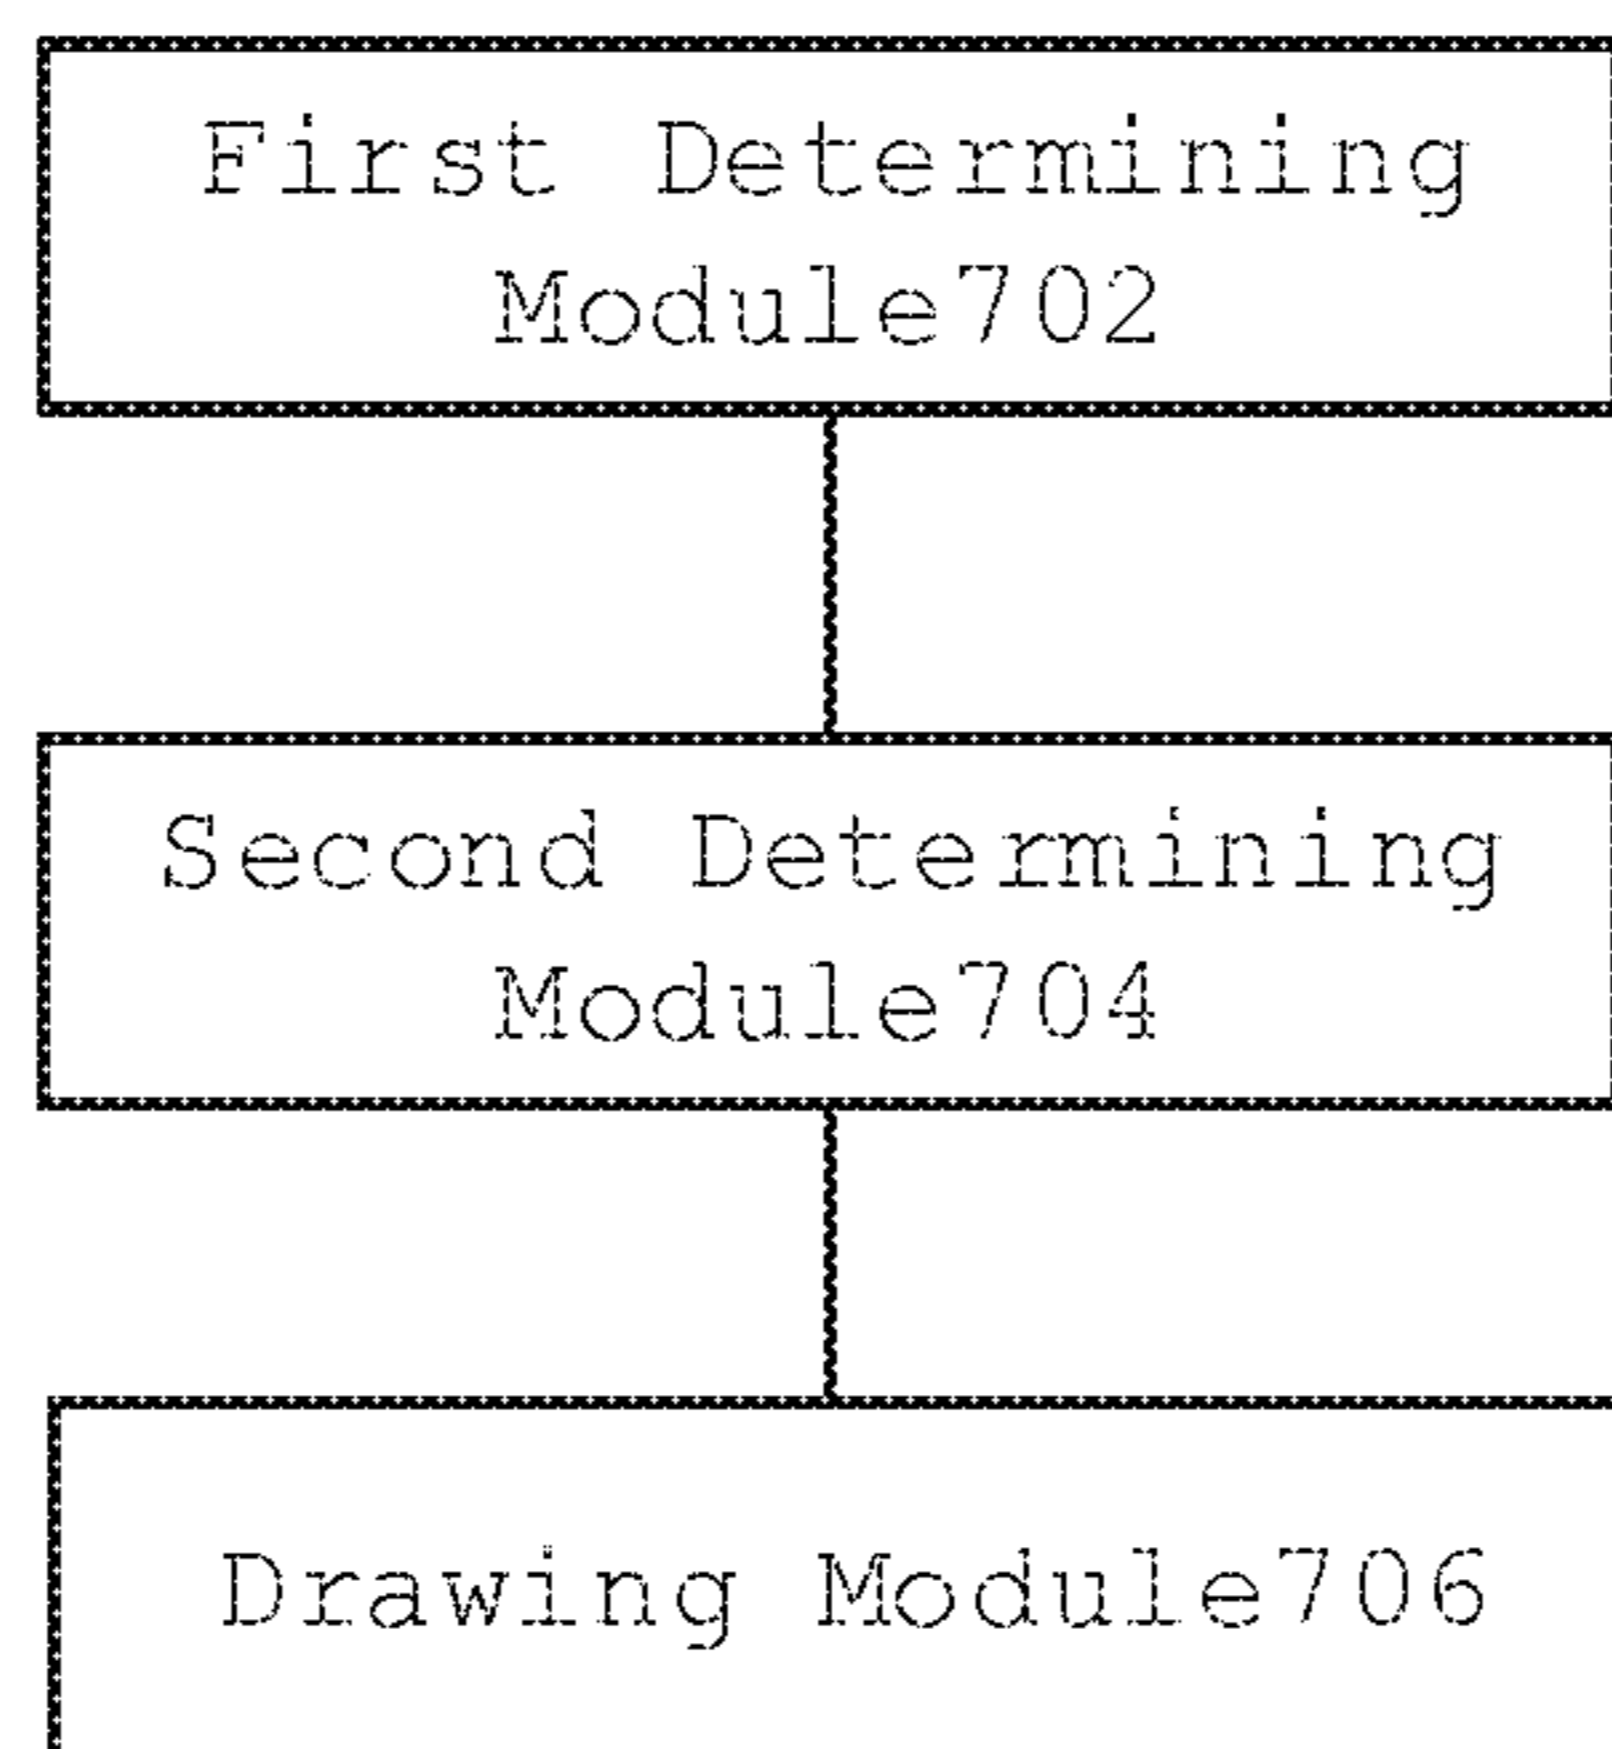 First Determining
Module702
Second Determining
Module704
Drawing Module706